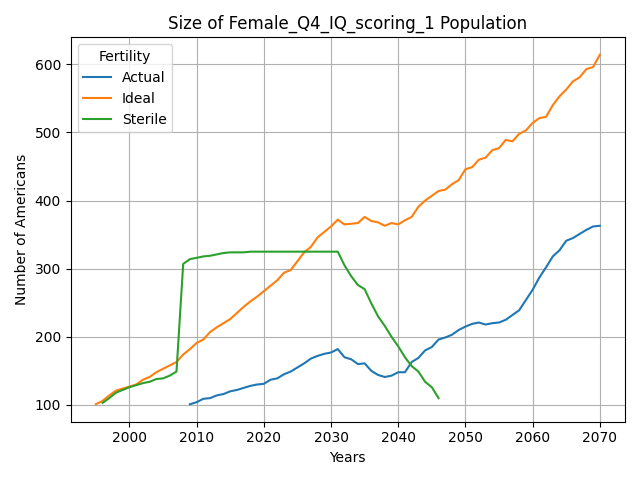 Size of Female_Q4_IQ_scoring_1 Population
Fertility
Actual
Ideal
Sterile
Number of Americans
600
500
400
300
200
100
2000 2010 2020 2030 2040 2050 2060 2070
Years